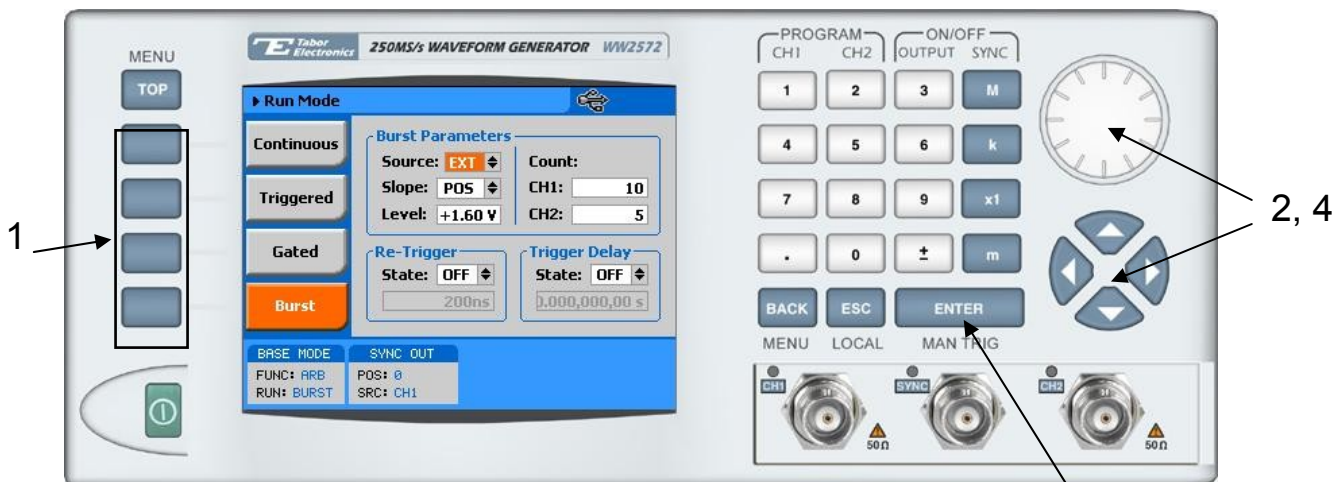 MENU
TOP
Tabor Electronics 250MS/s WAVEFORM GENERATOR WW2572
Run Mode
Continuous
Triggered
Gated
Burst
Burst Parameters
Source: EXT
Slope: POS
Level: +1.60 V
Count:
CH1: 10
CH2: 5
Re-Trigger
State: OFF
200ns
Trigger Delay
State: OFF
0.000,000,00 s
BASE MODE
FUNC: ARB
RUN: BURST
SYNC OUT
POS: 0
SRC: CH1
PROGRAM
CH1 CH2
ON/OFF
OUTPUT SYNC
1 2 3 M
4 5 6 k
7 8 9 x1
. 0 ± m
BACK ESC ENTER
MENU LOCAL MAN TRIG
CH1 SYNC CH2
50Ω 50Ω
1
2, 4